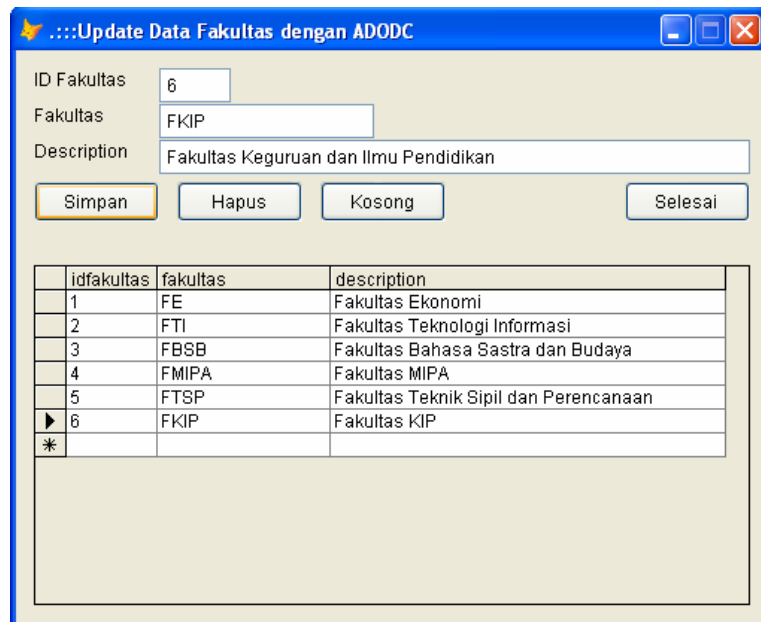 .:::Update Data Fakultas dengan ADODC
ID Fakultas 6
Fakultas FKIP
Description Fakultas Keguruan dan Ilmu Pendidikan
Simpan Hapus Kosong Selesai
idfakultas fakultas description
1 FE Fakultas Ekonomi
2 FTI Fakultas Teknologi Informasi
3 FBSB Fakultas Bahasa Sastra dan Budaya
4 FMIPA Fakultas MIPA
5 FTSP Fakultas Teknik Sipil dan Perencanaan
6 FKIP Fakultas KIP